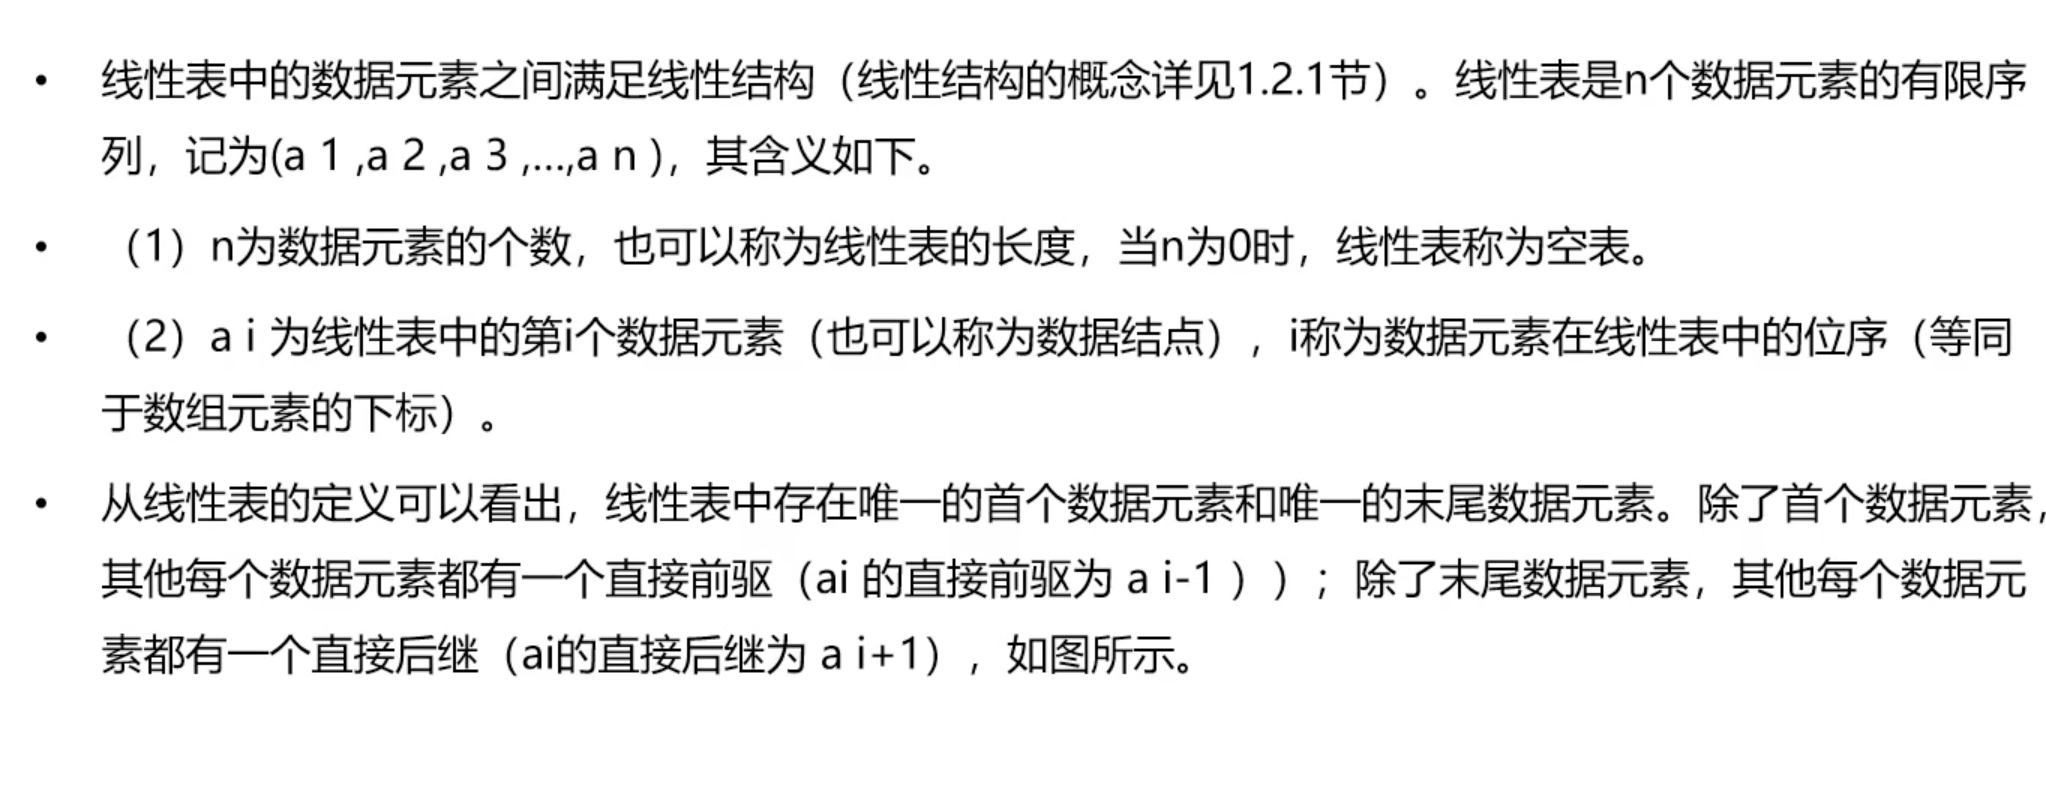 • 线性表中的数据元素之间满足线性结构（线性结构的概念详见1.2.1节）。线性表是n个数据元素的有限序
列，记为(a 1 ,a 2 ,a 3 ,...,a n )，其含义如下。
• （1）n为数据元素的个数，也可以称为线性表的长度，当n为0时，线性表称为空表。
• （2）a i 为线性表中的第i个数据元素（也可以称为数据结点），i称为数据元素在线性表中的位序（等同
于数组元素的下标）。
• 从线性表的定义可以看出，线性表中存在唯一的首个数据元素和唯一的末尾数据元素。除了首个数据元素，
其他每个数据元素都有一个直接前驱（ai 的直接前驱为 a i-1 ））；除了末尾数据元素，其他每个数据元
素都有一个直接后继（ai的直接后继为 a i+1），如图所示。